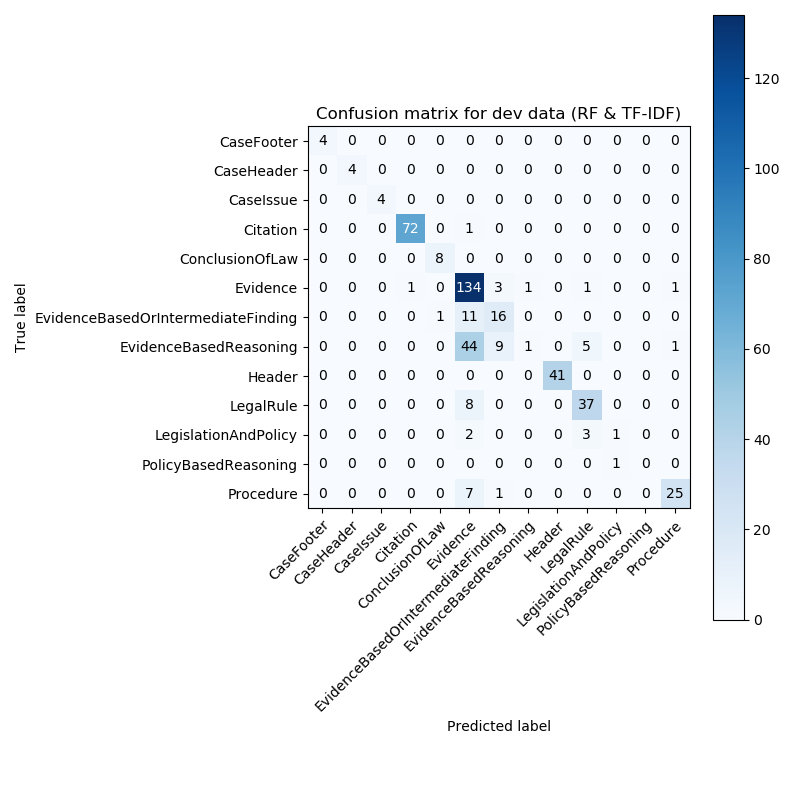 Confusion matrix for dev data (RF & TF-IDF)
True label
CaseFooter 4 0 0 0 0 0 0 0 0 0 0 0 0
CaseHeader 0 4 0 0 0 0 0 0 0 0 0 0 0
CaseIssue 0 0 4 0 0 0 0 0 0 0 0 0 0
Citation 0 0 0 72 0 1 0 0 0 0 0 0 0
ConclusionOfLaw 0 0 0 0 8 0 0 0 0 0 0 0 0
Evidence 0 0 0 1 0 134 3 1 0 1 0 0 1
EvidenceBasedOrIntermediateFinding 0 0 0 0 1 11 16 0 0 0 0 0 0
EvidenceBasedReasoning 0 0 0 0 0 44 9 1 0 5 0 0 1
Header 0 0 0 0 0 0 0 0 41 0 0 0 0
LegalRule 0 0 0 0 0 8 0 0 0 37 0 0 0
LegislationAndPolicy 0 0 0 0 0 2 0 0 0 3 1 0 0
PolicyBasedReasoning 0 0 0 0 0 0 0 0 0 0 1 0 0
Procedure 0 0 0 0 0 7 1 0 0 0 0 0 25
CaseFooter
CaseHeader
CaseIssue
Citation
ConclusionOfLaw
Evidence
EvidenceBasedOrIntermediateFinding
EvidenceBasedReasoning
Header
LegalRule
LegislationAndPolicy
PolicyBasedReasoning
Procedure
Predicted label
120
100
80
60
40
20
0